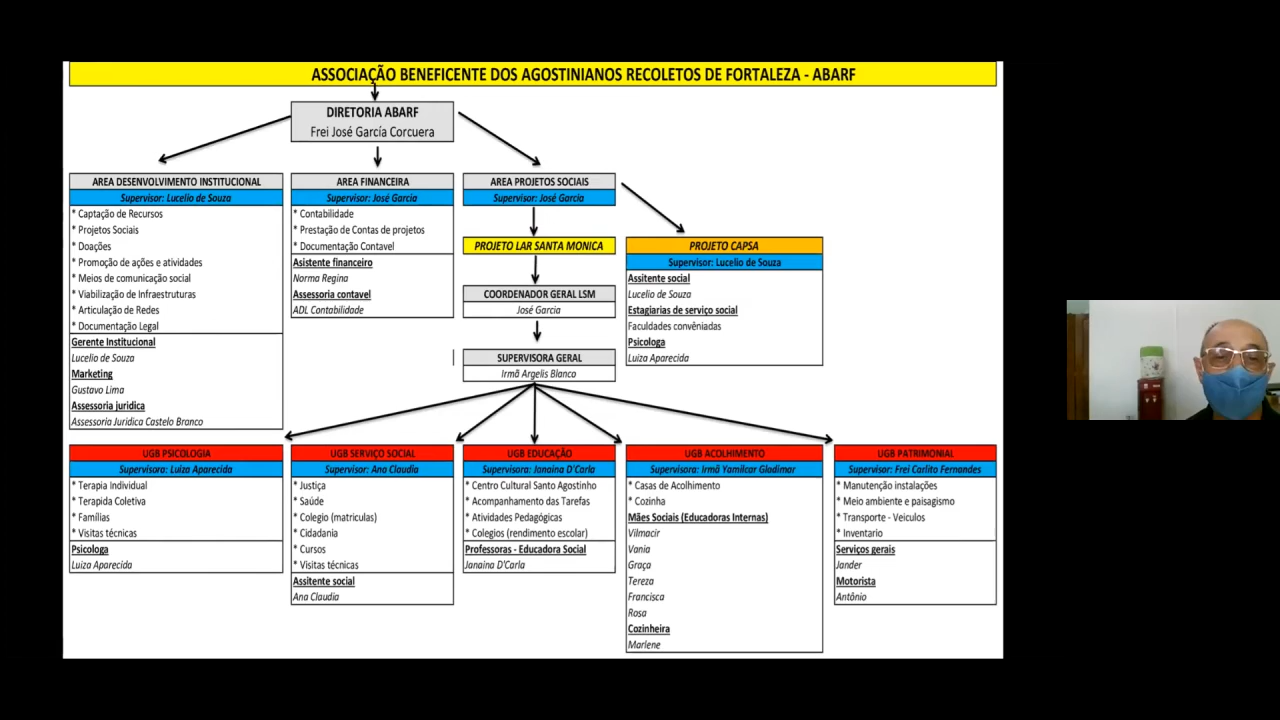 ASSOCIAÇÃO BENEFICENTE DOS AGOSTINIANOS RECOLETOS DE FORTALEZA - ABARF
DIRETORIA ABARF
Frei José García Corcuera
AREA DESENVOLVIMENTO INSTITUCIONAL
Supervisor: Lucelio de Souza
* Captação de Recursos
* Projetos Sociais
* Doações
* Promoção de ações e atividades
* Meios de comunicação social
* Viabilização de Infraestruturas
* Articulação de Redes
* Documentação Legal
Gerente Institucional
Lucelio de Souza
Marketing
Gustavo Lima
Assessoria juridica
Assessoria Juridica Castelo Branco
AREA FINANCEIRA
Supervisor: José Garcia
* Contabilidade
* Prestação de Contas de projetos
* Documentação Contavel
Asistente financeiro
Norma Regina
Assessoria contavel
ADL Contabilidade
AREA PROJETOS SOCIAIS
Supervisor: José Garcia
PROJETO LAR SANTA MONICA
COORDENADOR GERAL LSM
José Garcia
SUPERVISORA GERAL
Irmã Argelis Blanco
PROJETO CAPSA
Supervisor: Lucelio de Souza
Assitente social
Lucelio de Souza
Estagiarias de serviço social
Faculdades convêniadas
Psicologa
Luiza Aparecida
UGB PSICOLOGIA
Supervisora: Luiza Aparecida
* Terapia Individual
* Terapida Coletiva
* Famílias
* Visitas técnicas
Psicologa
Luiza Aparecida
UGB SERVIÇO SOCIAL
Supervisor: Ana Claudia
* Justiça
* Saúde
* Colegio (matriculas)
* Cidadania
* Cursos
* Visitas técnicas
Assitente social
Ana Claudia
UGB EDUCAÇÃO
Supervisora: Janaina D'Carla
* Centro Cultural Santo Agostinho
* Acompanhamento das Tarefas
* Atividades Pedagógicas
* Colegios (rendimento escolar)
Professoras - Educadora Social
Janaina D'Carla
UGB ACOLHIMENTO
Supervisora: Irmã Yamilcar Gladimar
* Casas de Acolhimento
* Cozinha
Mães Sociais (Educadoras Internas)
Vilmacir
Vania
Graça
Tereza
Francisca
Rosa
Cozinheira
Marlene
UGB PATRIMONIAL
Supervisor: Frei Carlito Fernandes
* Manutenção instalações
* Meio ambiente e paisagismo
* Transporte - Veiculos
* Inventario
Serviços gerais
Jander
Motorista
Antônio